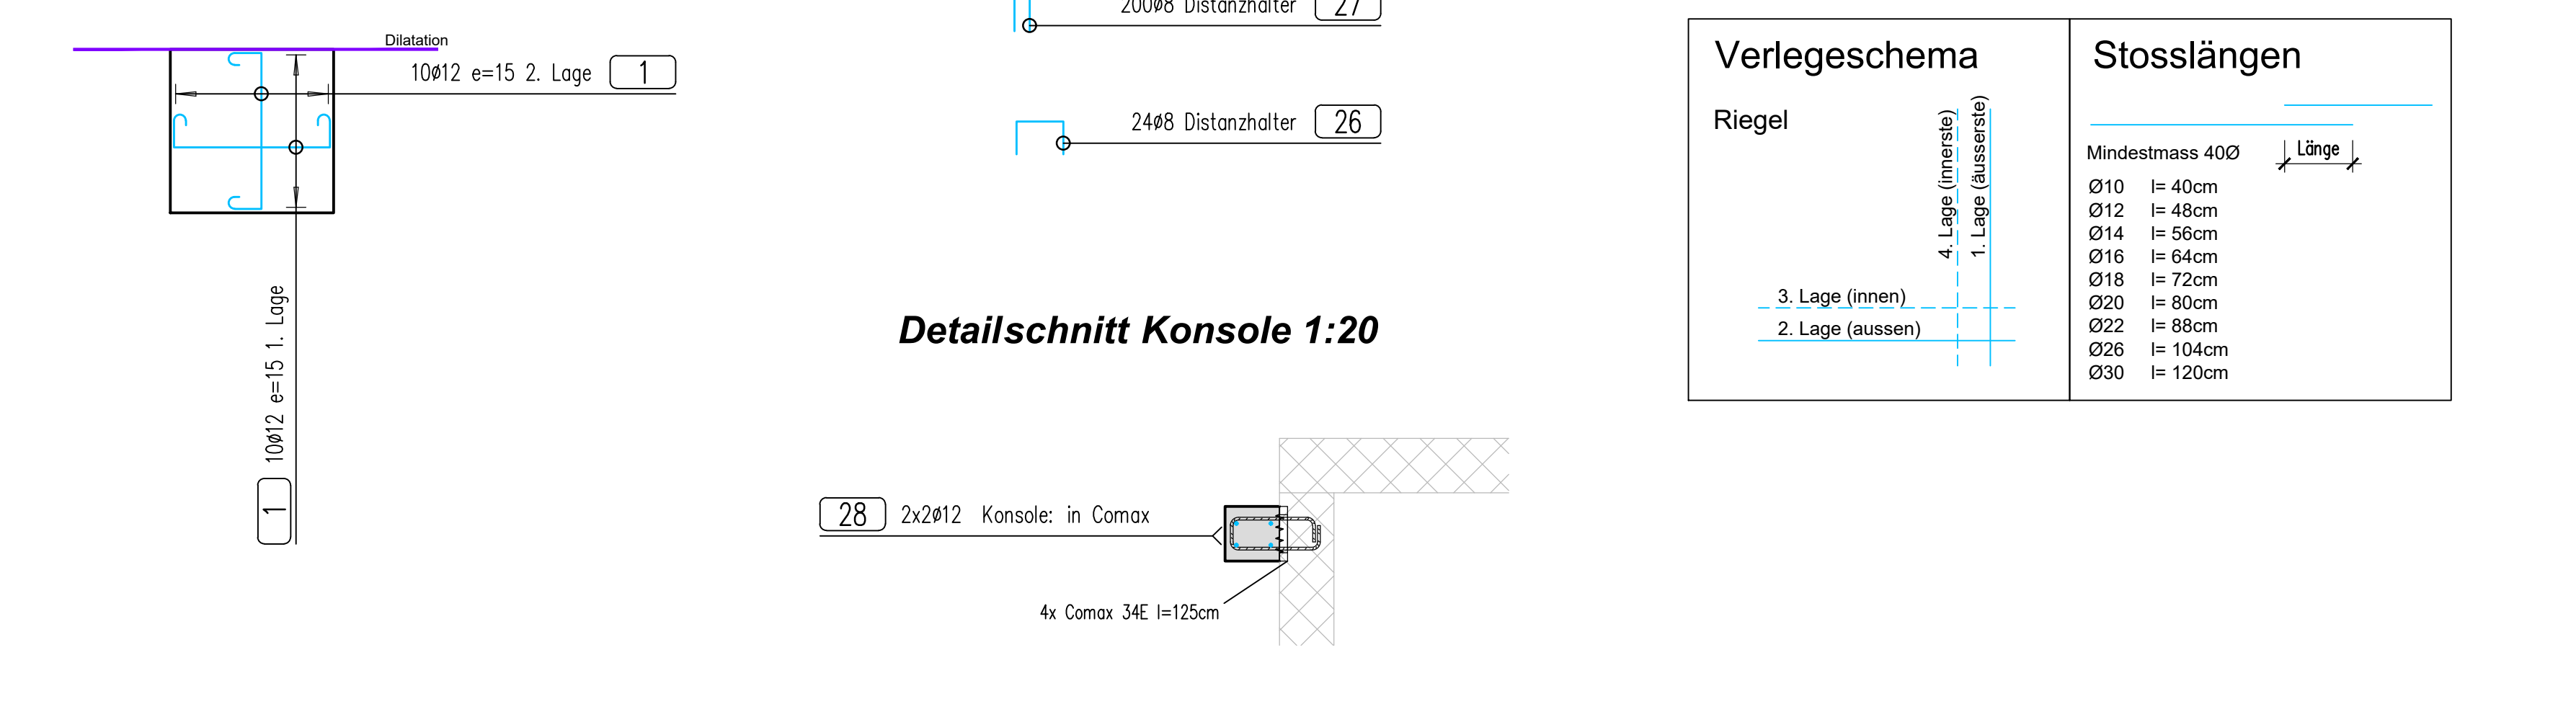 Dilatation
10ø12 e=15 2. Lage 1
1 10ø12 e=15 1. Lage
200ø8 Distanzhalter 27
24ø8 Distanzhalter 26
Detailschnitt Konsole 1:20
28 2x2ø12 Konsole: in Comax
4x Comax 34E l=125cm
Verlegeschema
Riegel
4. Lage (innerste)
1. Lage (äusserste)
3. Lage (innen)
2. Lage (aussen)
Stosslängen
Mindestmass 40Ø
Länge
Ø10 l= 40cm
Ø12 l= 48cm
Ø14 l= 56cm
Ø16 l= 64cm
Ø18 l= 72cm
Ø20 l= 80cm
Ø22 l= 88cm
Ø26 l= 104cm
Ø30 l= 120cm